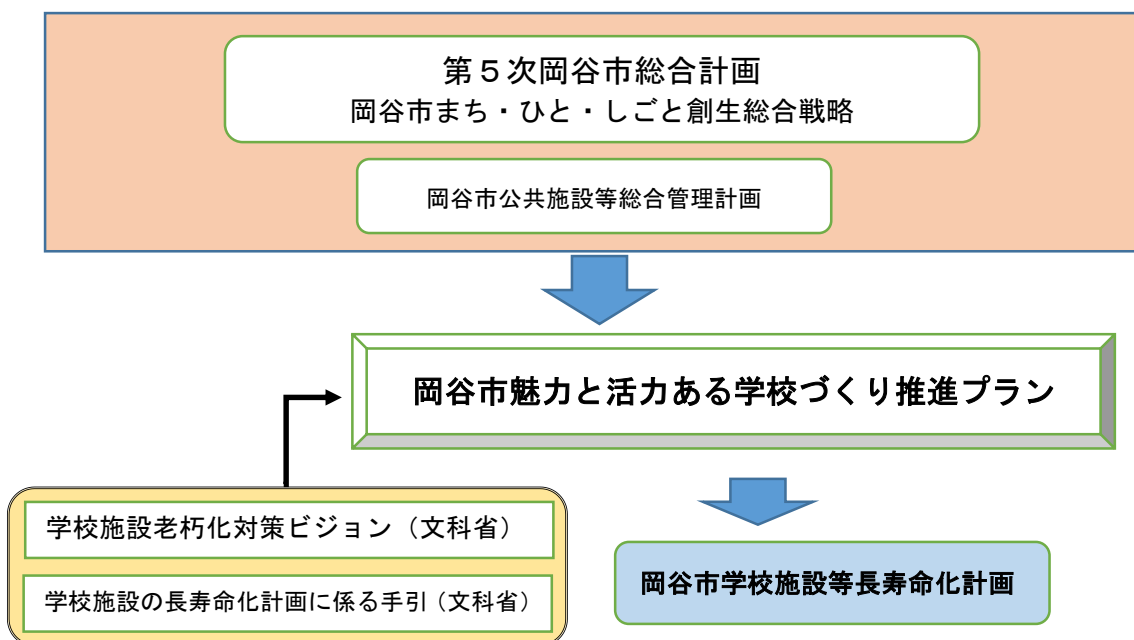 第５次岡谷市総合計画
岡谷市まち・ひと・しごと創生総合戦略
岡谷市公共施設等総合管理計画
岡谷市魅力と活力ある学校づくり推進プラン
学校施設老朽化対策ビジョン（文科省）
学校施設の長寿命化計画に係る手引（文科省）
岡谷市学校施設等長寿命化計画